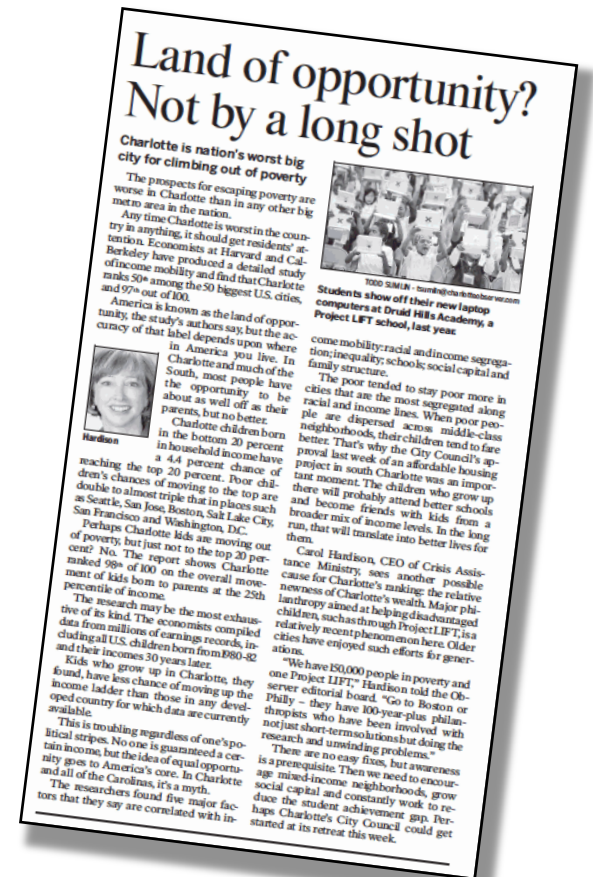 Land of opportunity?
Not by a long shot
Charlotte is nation's worst big
city for climbing out of poverty
The prospects for escaping poverty are
worse in Charlotte than in any other big
metro area in the nation.
Any time Charlotte is worst in the coun-
try in anything, it should get residents' at-
tention. Economists at Harvard and Cal-
Berkeley have produced a detailed study
of income mobility and find that Charlotte
ranks 50th among the 50 biggest U.S. cities,
and 97th out of 100.
America is known as the land of oppor-
tunity, the study's authors say, but the ac-
curacy of that label depends upon where
in America you live. In
Charlotte and much of the
South, most people have
the opportunity to be
about as well off as their
parents, but no better.
Charlotte children born
in the bottom 20 percent
in household income have
a 4.4 percent chance of
reaching the top 20 percent. Poor chil-
dren's chances of moving to the top are
double to almost triple that in places such
as Seattle, San Jose, Boston, Salt Lake City,
San Francisco and Washington, D.C.
Perhaps Charlotte kids are moving out
of poverty, but just not to the top 20 per-
cent? No. The report shows Charlotte
ranked 98th of 100 on the overall move-
ment of kids born to parents at the 25th
percentile of income.
The research may be the most exhaus-
tive of its kind. The economists compiled
data from millions of earnings records, in-
cluding all U.S. children born from 1980-82
and their incomes 30 years later.
Kids who grow up in Charlotte, they
found, have less chance of moving up the
income ladder than those in any devel-
oped country for which data are currently
available.
This is troubling regardless of one's po-
litical stripes. No one is guaranteed a cer-
tain income, but the idea of equal opportu-
nity goes to America's core. In Charlotte
and all of the Carolinas, it's a myth.
The researchers found five major fac-
tors that they say are correlated with in-
Hardison
TODD SUMLIN - tsumlin@charlotteobserver.com
Students show off their new laptop
computers at Druid Hills Academy, a
Project LIFT school, last year.
come mobility: racial and income segrega-
tion; inequality; schools; social capital and
family structure.
The poor tended to stay poor more in
cities that are the most segregated along
racial and income lines. When poor peo-
ple are dispersed across middle-class
neighborhoods, their children tend to fare
better. That's why the City Council's ap-
proval last week of an affordable housing
project in south Charlotte was an impor-
tant moment. The children who grow up
there will probably attend better schools
and become friends with kids from a
broader mix of income levels. In the long
run, that will translate into better lives for
them.
Carol Hardison, CEO of Crisis Assis-
tance Ministry, sees another possible
cause for Charlotte's ranking: the relative
newness of Charlotte's wealth. Major phi-
lanthropy aimed at helping disadvantaged
children, such as through Project LIFT, is a
relatively recent phenomenon here. Older
cities have enjoyed such efforts for gener-
ations.
"We have 150,000 people in poverty and
one Project LIFT," Hardison told the Ob-
server editorial board. "Go to Boston or
Philly – they have 100-year-plus philan-
thropists who have been involved with
not just short-term solutions but doing the
research and unwinding problems."
There are no easy fixes, but awareness
is a prerequisite. Then we need to encour-
age mixed-income neighborhoods, grow
social capital and constantly work to re-
duce the student achievement gap. Per-
haps Charlotte's City Council could get
started at its retreat this week.